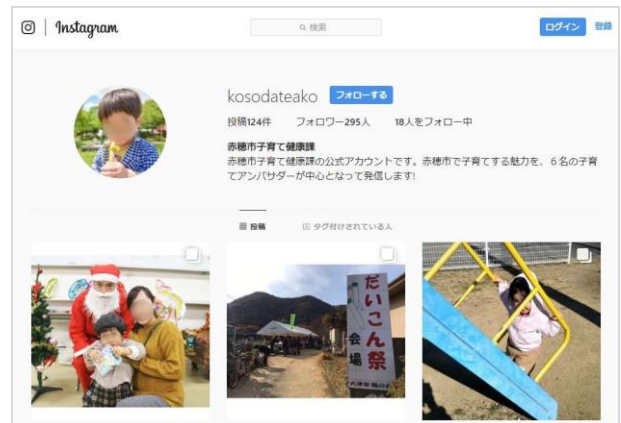 Instagram
検索
ログイン 登録
kosodateako フォローする
投稿124件 フォロワー295人 18人をフォロー中
赤穂市子育て健康課
赤穂市子育て健康課の公式アカウントです。赤穂市で子育てする魅力を、6名の子育
てアンバサダーが中心となって発信します!
投稿 タグ付けされている人
だいこん祭
会場